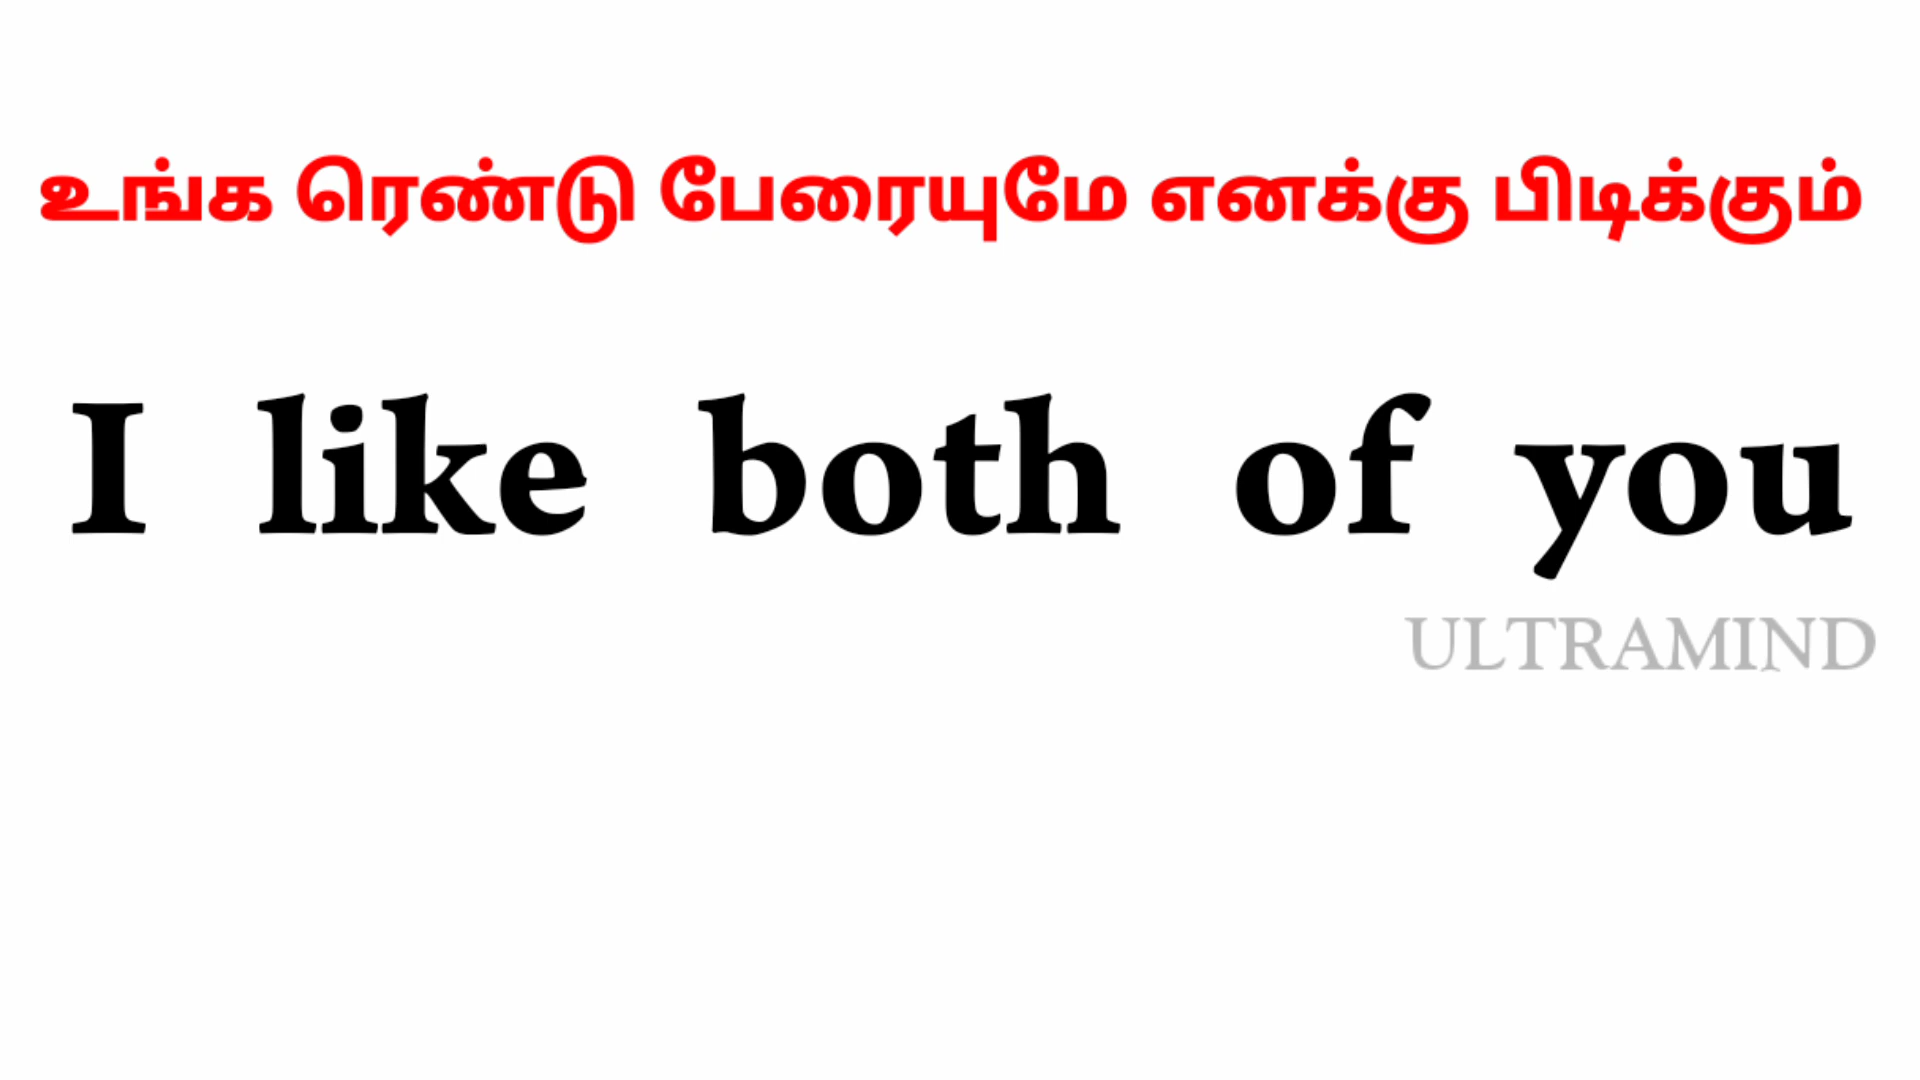 உங்க ரெண்டு பேரையுமே எனக்கு பிடிக்கும்
I like both of you
ULTRAMIND